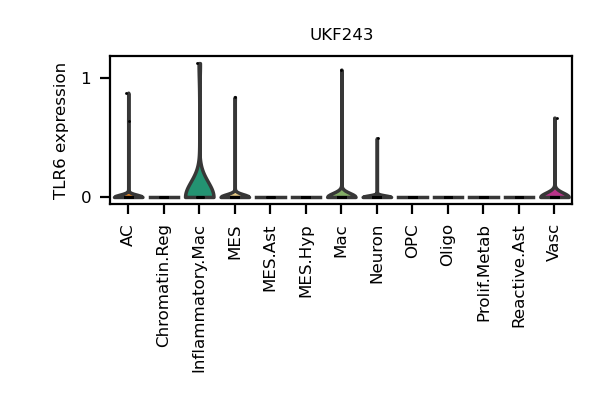 UKF243
TLR6 expression
1
0
AC
Chromatin.Reg
Inflammatory.Mac
MES
MES.Ast
MES.Hyp
Mac
Neuron
OPC
Oligo
Prolif.Metab
Reactive.Ast
Vasc